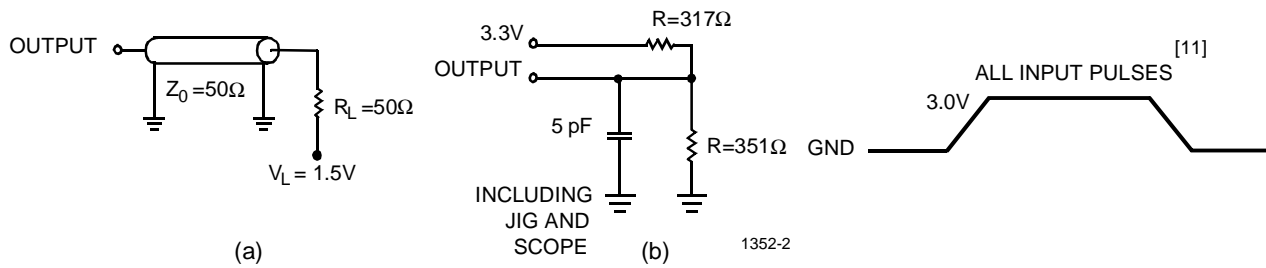 OUTPUT
Z0 =50Ω
RL =50Ω
VL = 1.5V
(a)
R=317Ω
3.3V
OUTPUT
5 pF
R=351Ω
INCLUDING
JIG AND
SCOPE
(b)
1352-2
ALL INPUT PULSES [11]
3.0V
GND